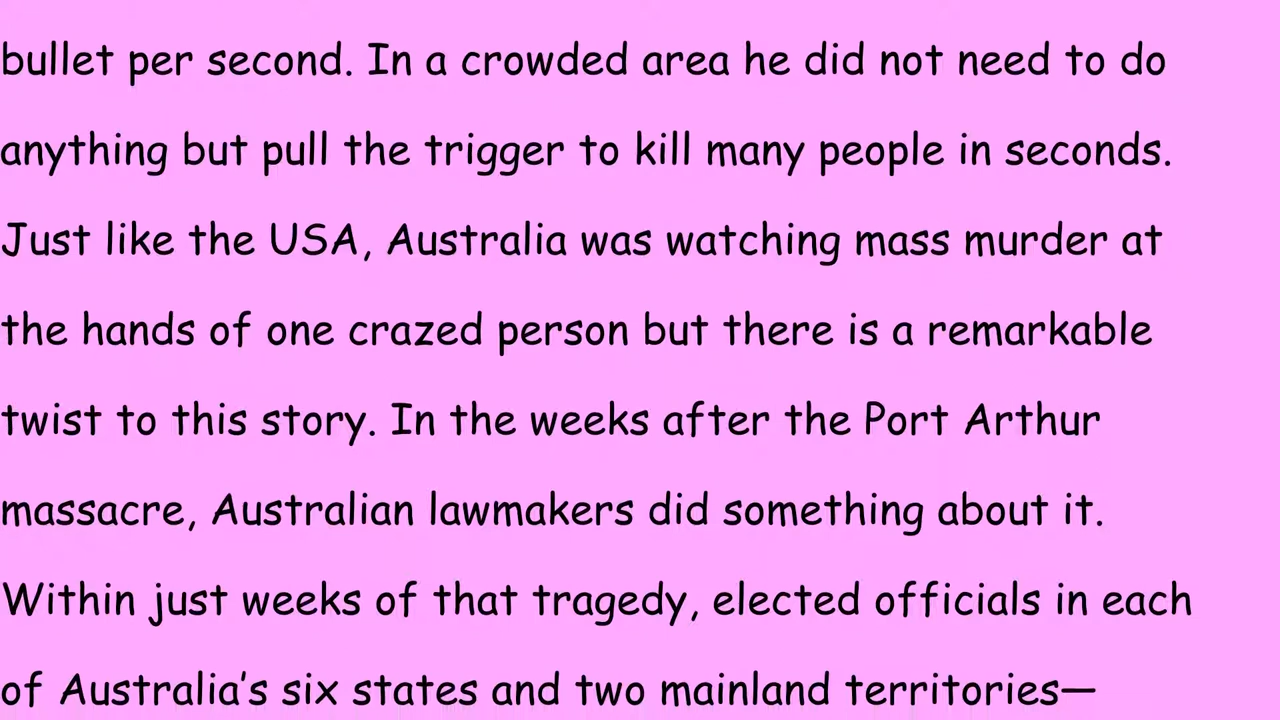 bullet per second. In a crowded area he did not need to do
anything but pull the trigger to kill many people in seconds.
Just like the USA, Australia was watching mass murder at
the hands of one crazed person but there is a remarkable
twist to this story. In the weeks after the Port Arthur
massacre, Australian lawmakers did something about it.
Within just weeks of that tragedy, elected officials in each
of Australia’s six states and two mainland territories—